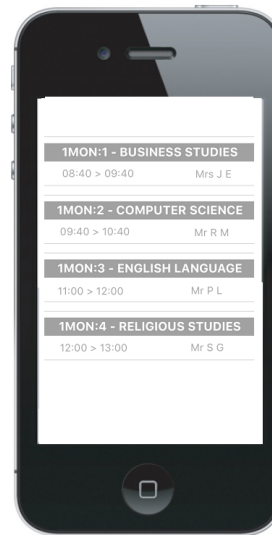 1MON:1 - BUSINESS STUDIES
08:40 > 09:40 Mrs J E
1MON:2 - COMPUTER SCIENCE
09:40 > 10:40 Mr R M
1MON:3 - ENGLISH LANGUAGE
11:00 > 12:00 Mr P L
1MON:4 - RELIGIOUS STUDIES
12:00 > 13:00 Mr S G